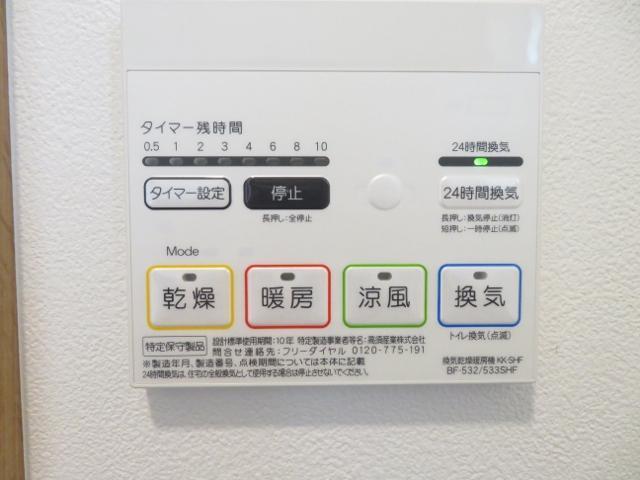 タイマー残時間
0.5 1 2 3 4 6 8 10
24時間換気
タイマー設定
停止
24時間換気
長押し:全停止
長押し:換気停止(消灯)
短押し:一時停止(点滅)
Mode
乾燥
暖房
涼風
換気
トイレ換気(点滅)
特定保守製品
設計標準使用期間:10年 特定製造事業者等名:高須産業株式会社
問合せ連絡先:フリーダイヤル 0120-775-191
※製造年月、製造番号、点検期間については本体に記載
24時間換気は、住宅の全般換気として使用する場合は停止させないでください。
換気乾燥暖房機 KK-SHF
BF-532/533SHF